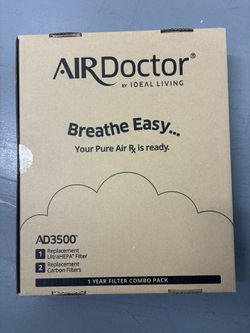 AIRDOCTOR®
BY IDEAL LIVING
Breathe Easy...
Your Pure Air ℞ is ready.
AD3500™
1 Replacement
UltraHEPA® Filter
2 Replacement
Carbon Filters
1 YEAR FILTER COMBO PACK